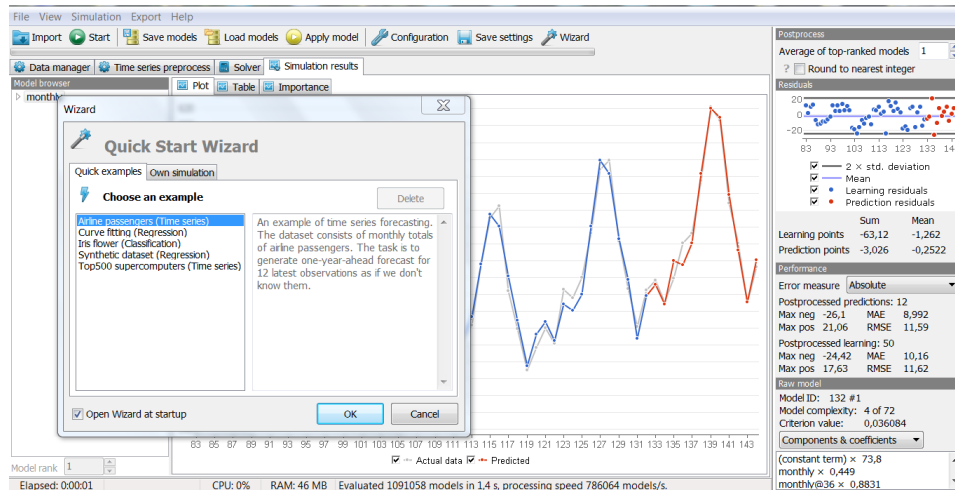 File View Simulation Export Help
Import Start Save models Load models Apply model Configuration Save settings Wizard
Data manager Time series preprocess Solver Simulation results
Model browser
monthly
Plot Table Importance
Wizard
Quick Start Wizard
Quick examples Own simulation
Choose an example
Delete
Airline passengers (Time series)
Curve fitting (Regression)
Iris flower (Classification)
Synthetic dataset (Regression)
Top500 supercomputers (Time series)
An example of time series forecasting.
The dataset consists of monthly totals
of airline passengers. The task is to
generate one-year-ahead forecast for
12 latest observations as if we don't
know them.
Open Wizard at startup
OK Cancel
83 85 87 89 91 93 95 97 99 101 103 105 107 109 111 113 115 117 119 121 123 125 127 129 131 133 135 137 139 141 143
Actual data Predicted
Model rank 1
Elapsed: 0:00:01 CPU: 0% RAM: 46 MB Evaluated 1091058 models in 1,4 s, processing speed 786064 models/s.
Postprocess
Average of top-ranked models 1
? Round to nearest integer
Residuals
20
0
-20
83 93 103 113 123 133
2 × std. deviation
Mean
Learning residuals
Prediction residuals
Sum Mean
Learning points -63,12 -1,262
Prediction points -3,026 -0,2522
Performance
Error measure Absolute
Postprocessed predictions: 12
Max neg -26,1 MAE 8,992
Max pos 21,06 RMSE 11,59
Postprocessed learning: 50
Max neg -24,42 MAE 10,16
Max pos 17,63 RMSE 11,62
Raw model
Model ID: 132 #1
Model complexity: 4 of 72
Criterion value: 0,036084
Components & coefficients
(constant term) × 73,8
monthly × 0,449
monthly@36 × 0,8831